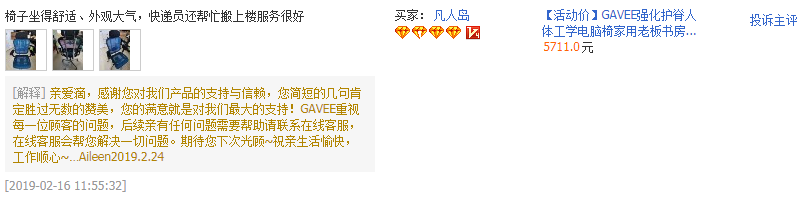 椅子坐得舒适、外观大气，快递员还帮忙搬上楼服务很好
[解释] 亲爱滴，感谢您对我们产品的支持与信赖，您简短的几句肯
定胜过无数的赞美，您的满意就是对我们最大的支持！GAVEE重视
每一位顾客的问题，后续亲有任何问题需要帮助请联系在线客服，
在线客服会帮您解决一切问题。期待您下次光顾~祝亲生活愉快，
工作顺心~...Aileen2019.2.24
[2019-02-16 11:55:32]
买家： 凡人岛
【活动价】GAVEE强化护脊人
体工学电脑椅家用老板书房...
5711.0元
投诉主评